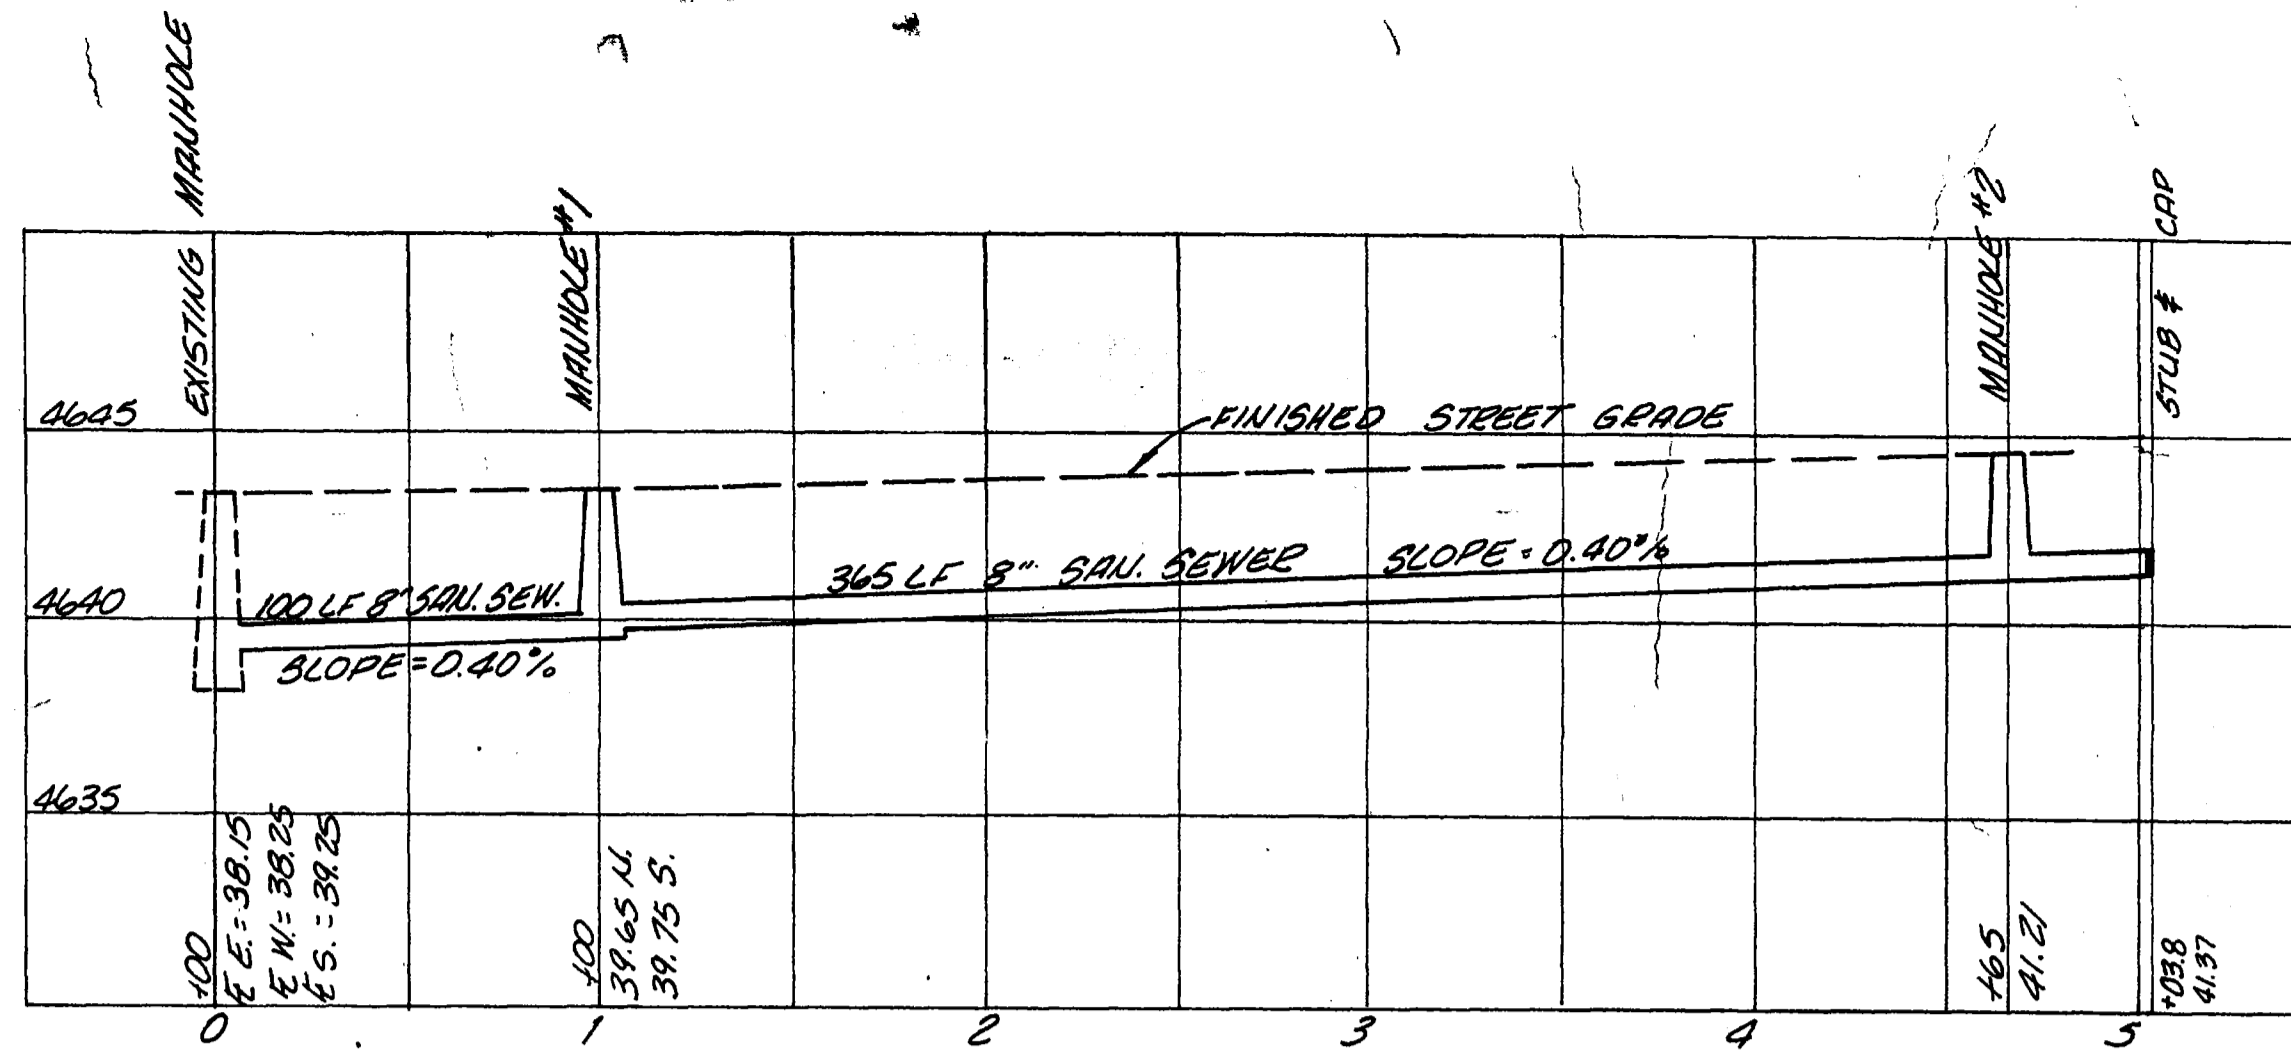 EXISTING MANHOLE
MANHOLE #1
MANHOLE #2
STUB & CAP
4645
FINISHED STREET GRADE
4640
100 LF 8" SAN. SEW.
365 LF 8" SAN. SEWER SLOPE = 0.40%
SLOPE = 0.40%
4635
+00
E. = 38.15
W. = 38.25
S. = 39.25
+00
39.65 N.
39.75 S.
+65
41.21
+03.8
41.37
0 1 2 3 4 5